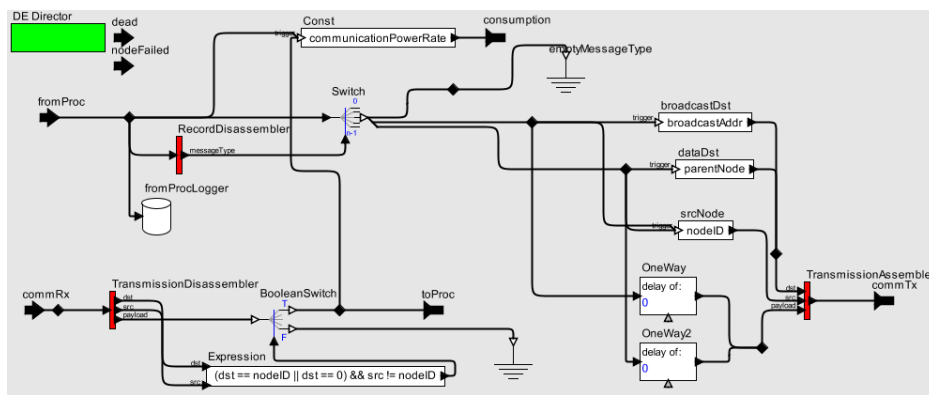 DE Director
dead
nodeFailed
Const
trigger
communicationPowerRate
consumption
emptyMessageType
fromProc
Switch
0
n-1
RecordDisassembler
messageType
fromProcLogger
broadcastDst
trigger
broadcastAddr
dataDst
trigger
parentNode
srcNode
trigger
nodeID
commRx
TransmissionDisassembler
dst
src
payload
BooleanSwitch
T
F
toProc
Expression
dst
src
(dst == nodeID || dst == 0) && src != nodeID
OneWay
delay of:
0
OneWay2
delay of:
0
TransmissionAssemble
dst
src
payload
commTx